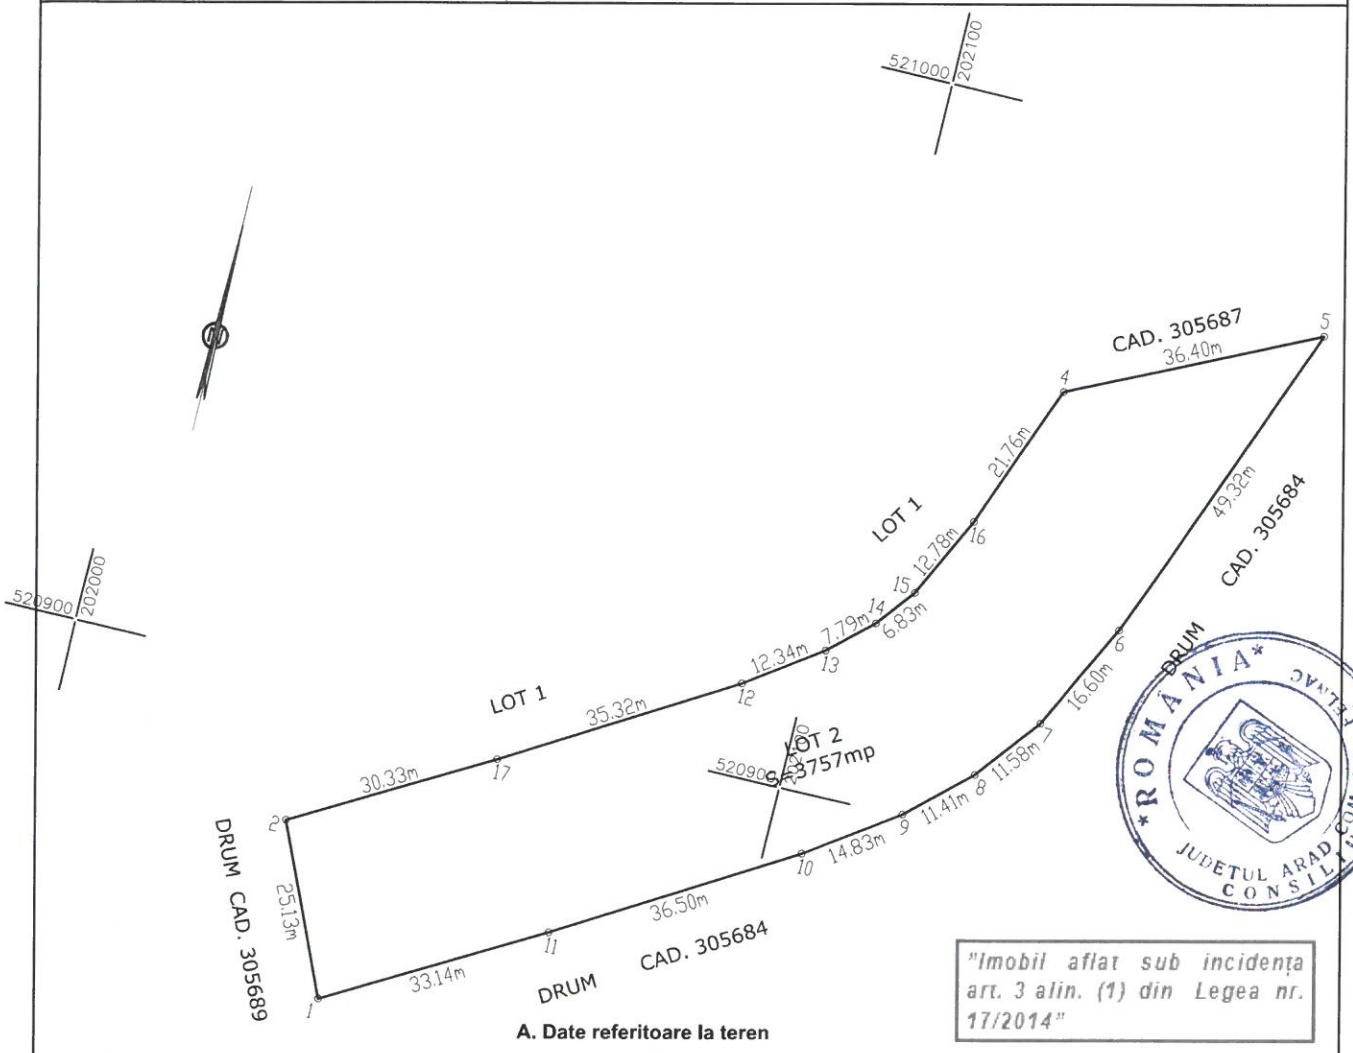 521000
202100
CAD. 305687
36.40m
5
4
21.76m
49.32m
LOT 1
16
CAD. 305684
12.78m
15
14
6.83m
7.79m
13
12.34m
12
520900
202000
LOT 1
35.32m
6
DRUM
16.60m
7
11.58m
8
11.41m
9
14.83m
10
LOT 2
520900
3757mp
30.33m
17
2
36.50m
CAD. 305684
DRUM
11
33.14m
1
25.13m
DRUM CAD. 305689
*ROMÂNIA*
JUDETUL ARAD
FELNAC
"Imobil aflat sub incidența
art. 3 alin. (1) din Legea nr.
17/2014"
A. Date referitoare la teren